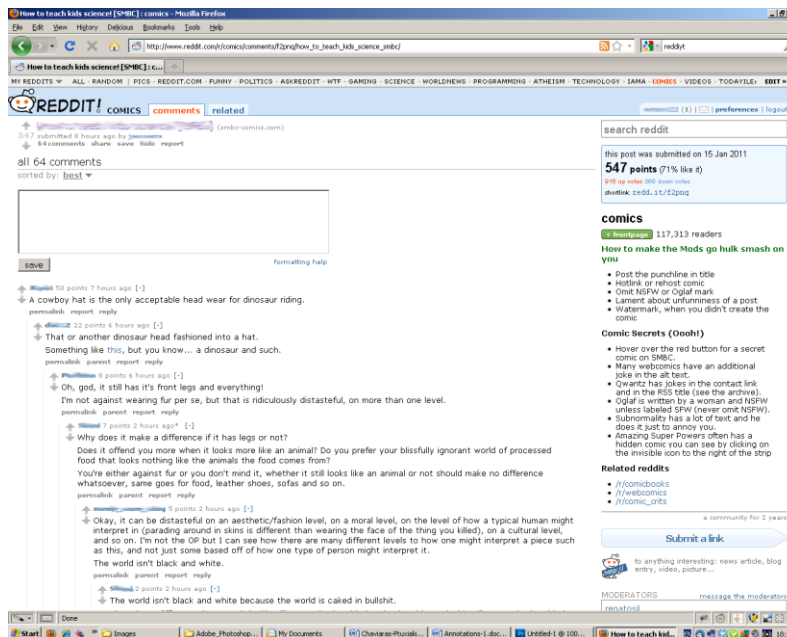 How to teach kids science! [SMBC] : comics - Mozilla Firefox
File Edit View History Delicious Bookmarks Tools Help
http://www.reddit.com/r/comics/comments/f2pnq/how_to_teach_kids_science_smbc/
reddyt
How to teach kids science! [SMBC] : c...
MY REDDITS ALL - RANDOM | PICS - REDDIT.COM - FUNNY - POLITICS - ASKREDDIT - WTF - GAMING - SCIENCE - WORLDNEWS - PROGRAMMING - ATHEISM - TECHNOLOGY - IAMA - COMICS - VIDEOS - TODAYILE EDIT »
REDDIT! COMICS comments related
(1) | preferences | logout
(smbc-comics.com)
547 submitted 8 hours ago by
64 comments share save hide report
all 64 comments
sorted by: best
save
formatting help
50 points 7 hours ago [-]
A cowboy hat is the only acceptable head wear for dinosaur riding.
permalink report reply
22 points 6 hours ago [-]
That or another dinosaur head fashioned into a hat.
Something like this, but you know... a dinosaur and such.
permalink parent report reply
8 points 6 hours ago [-]
Oh, god, it still has it's front legs and everything!
I'm not against wearing fur per se, but that is ridiculously distasteful, on more than one level.
permalink parent report reply
7 points 2 hours ago* [-]
Why does it make a difference if it has legs or not?
Does it offend you more when it looks more like an animal? Do you prefer your blissfully ignorant world of processed
food that looks nothing like the animals the food comes from?
You're either against fur or you don't mind it, whether it still looks like an animal or not should make no difference
whatsoever, same goes for food, leather shoes, sofas and so on.
permalink parent report reply
5 points 2 hours ago [-]
Okay, it can be distasteful on an aesthetic/fashion level, on a moral level, on the level of how a typical human might
interpret in (parading around in skins is different than wearing the face of the thing you killed), on a cultural level,
and so on. I'm not the OP but I can see how there are many different levels to how one might interpret a piece such
as this, and not just some based off of how one type of person might interpret it.
The world isn't black and white.
permalink parent report reply
2 points 2 hours ago [-]
The world isn't black and white because the world is caked in bullshit.
search reddit
this post was submitted on 15 Jan 2011
547 points (71% like it)
915 up votes 368 down votes
shortlink: redd.it/f2pnq
comics
+ frontpage 117,313 readers
How to make the Mods go hulk smash on
you
Post the punchline in title
Hotlink or rehost comic
Omit NSFW or Oglaf mark
Lament about unfunniness of a post
Watermark, when you didn't create the
comic
Comic Secrets (Oooh!)
Hover over the red button for a secret
comic on SMBC.
Many webcomics have an additional
joke in the alt text.
Qwantz has jokes in the contact link
and in the RSS title (see the archive).
Oglaf is written by a woman and NSFW
unless labeled SFW (never omit NSFW).
Subnormality has a lot of text and he
does it just to annoy you.
Amazing Super Powers often has a
hidden comic you can see by clicking on
the invisible icon to the right of the strip
Related reddits
/r/comicbooks
/r/webcomics
/r/comic_crits
a community for 2 years
Submit a link
to anything interesting: news article, blog
entry, video, picture...
MODERATORS message the moderators
renatosil
Done
Start Images Adobe_Photoshop... My Documents Chaviaras-Ptuxiaki... Annotations-1.doc... Untitled-1 @ 100... How to teach kid...